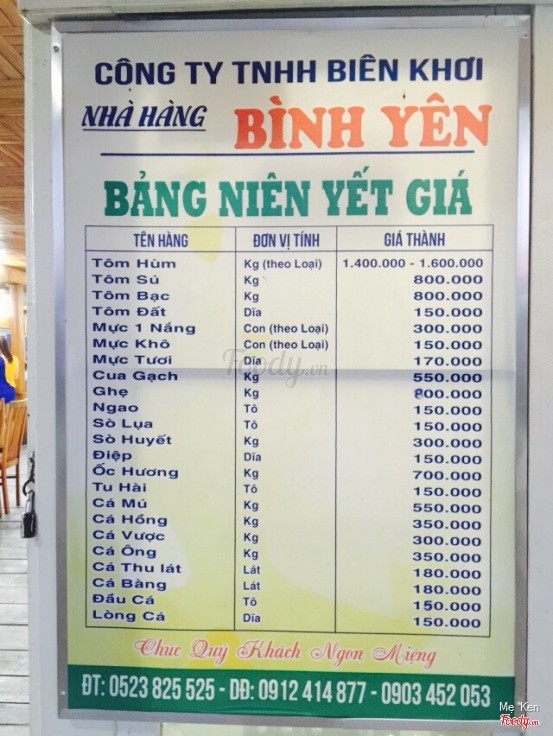 CÔNG TY TNHH BIÊN KHƠI
NHÀ HÀNG BÌNH YÊN
BẢNG NIÊN YẾT GIÁ
TÊN HÀNG ĐƠN VỊ TÍNH GIÁ THÀNH
Tôm Hùm Kg (theo Loại) 1.400.000 - 1.600.000
Tôm Sú Kg 800.000
Tôm Bạc Kg 800.000
Tôm Đất Dĩa 150.000
Mực 1 Nắng Con (theo Loại) 300.000
Mực Khô Con (theo Loại) 150.000
Mực Tươi Dĩa 170.000
Foody.vn
Cua Gạch Kg 550.000
Ghẹ Kg 800.000
Ngao Tô 150.000
Sò Lụa Tô 150.000
Sò Huyết Kg 300.000
Điệp Dĩa 150.000
Ốc Hương Kg 700.000
Tu Hài Tô 150.000
Cá Mú Kg 550.000
Cá Hồng Kg 350.000
Cá Vược Kg 300.000
Cá Ông Kg 350.000
Cá Thu lát Lát 180.000
Cá Bàng Lát 180.000
Đầu Cá Tô 150.000
Lòng Cá Dĩa 150.000
Chúc Quý Khách Ngon Miệng
ĐT: 0523 825 525 - DĐ: 0912 414 877 - 0903 452 053
Mẹ Ken
Foody.vn